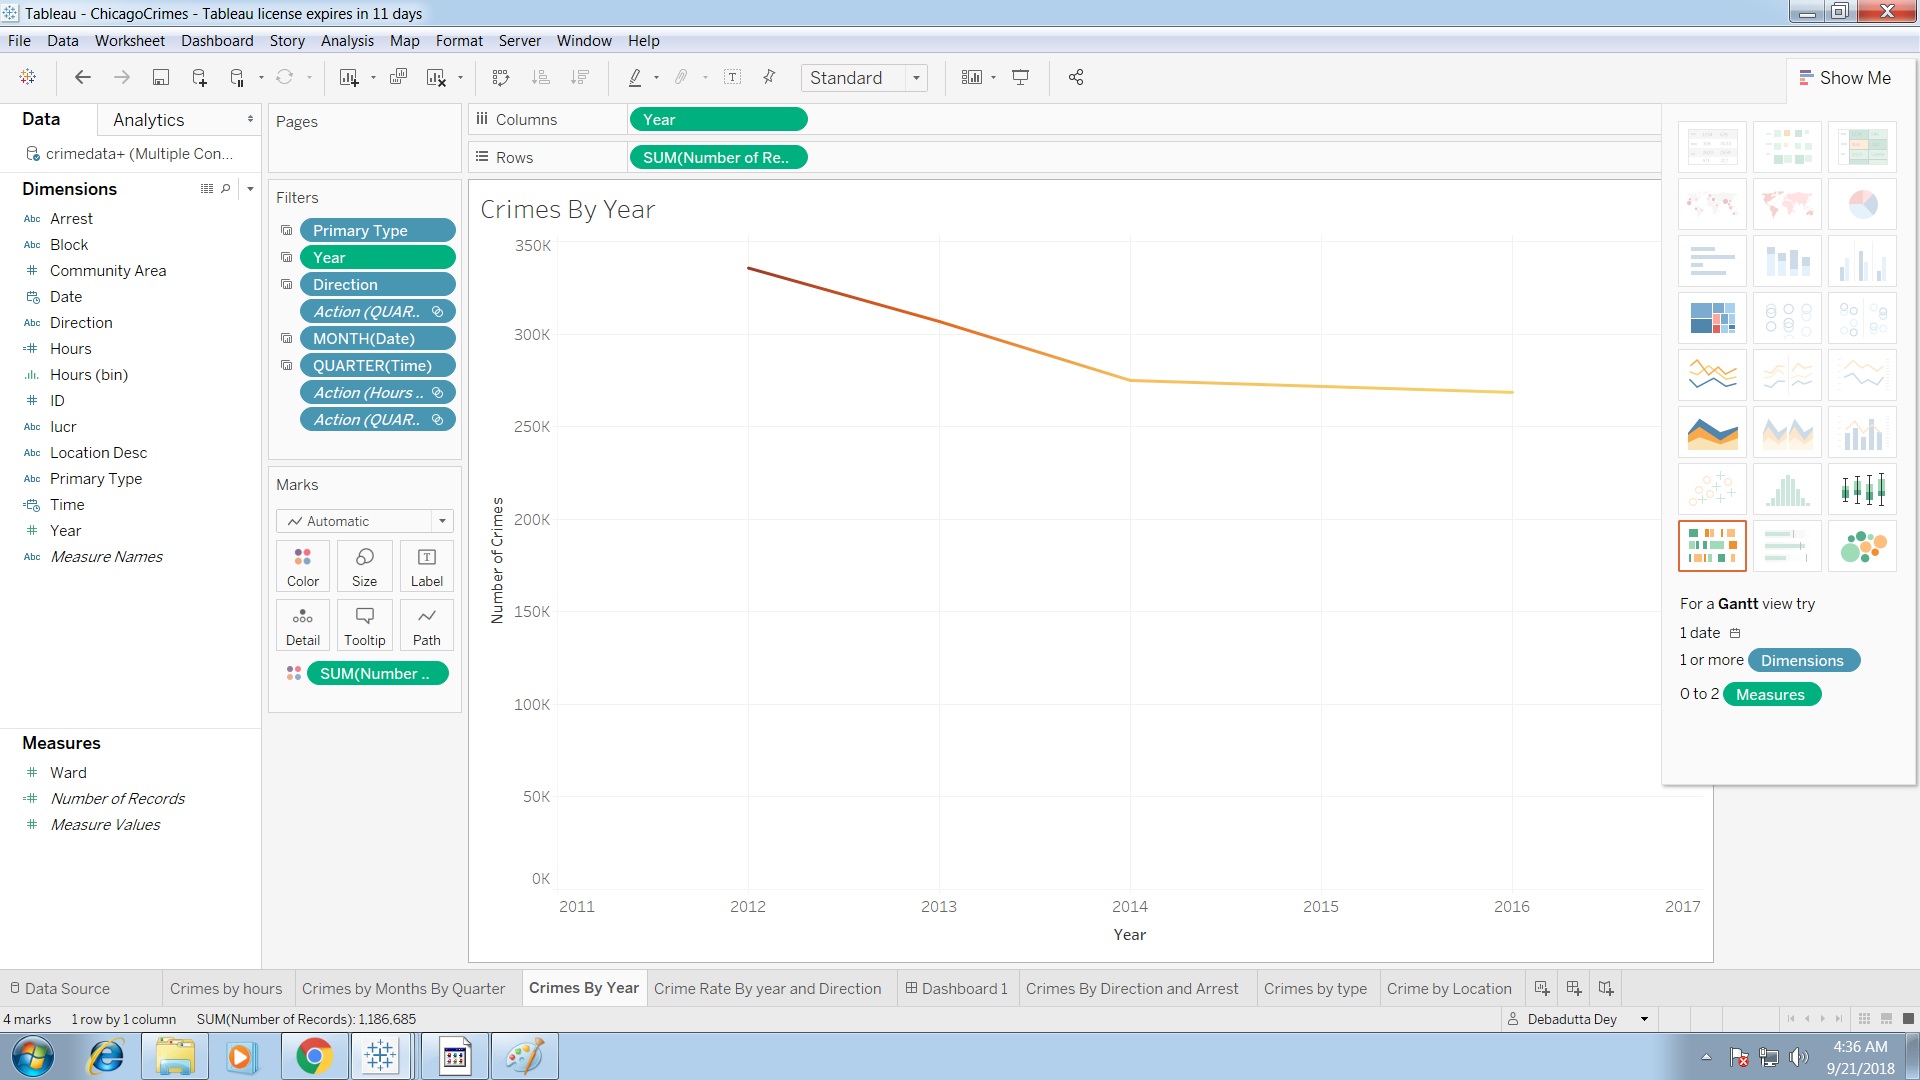 Tableau - ChicagoCrimes - Tableau license expires in 11 days
File Data Worksheet Dashboard Story Analysis Map Format Server Window Help
Standard
Show Me
Data Analytics
crimedata+ (Multiple Con...
Dimensions
Abc Arrest
Abc Block
# Community Area
Date
Abc Direction
# Hours
Hours (bin)
# ID
Abc Iucr
Abc Location Desc
Abc Primary Type
Time
# Year
Abc Measure Names
Measures
# Ward
# Number of Records
# Measure Values
Pages
Filters
Primary Type
Year
Direction
Action (QUAR..
MONTH(Date)
QUARTER(Time)
Action (Hours ..
Action (QUAR..
Marks
Automatic
Color Size Label
Detail Tooltip Path
SUM(Number ..
Columns Year
Rows SUM(Number of Re..
Crimes By Year
350K
300K
250K
200K
150K
100K
50K
0K
Number of Crimes
2011 2012 2013 2014 2015 2016 2017
Year
For a Gantt view try
1 date
1 or more Dimensions
0 to 2 Measures
Data Source Crimes by hours Crimes by Months By Quarter Crimes By Year Crime Rate By year and Direction Dashboard 1 Crimes By Direction and Arrest Crimes by type Crime by Location
4 marks 1 row by 1 column SUM(Number of Records): 1,186,685 Debadutta Dey
4:36 AM
9/21/2018